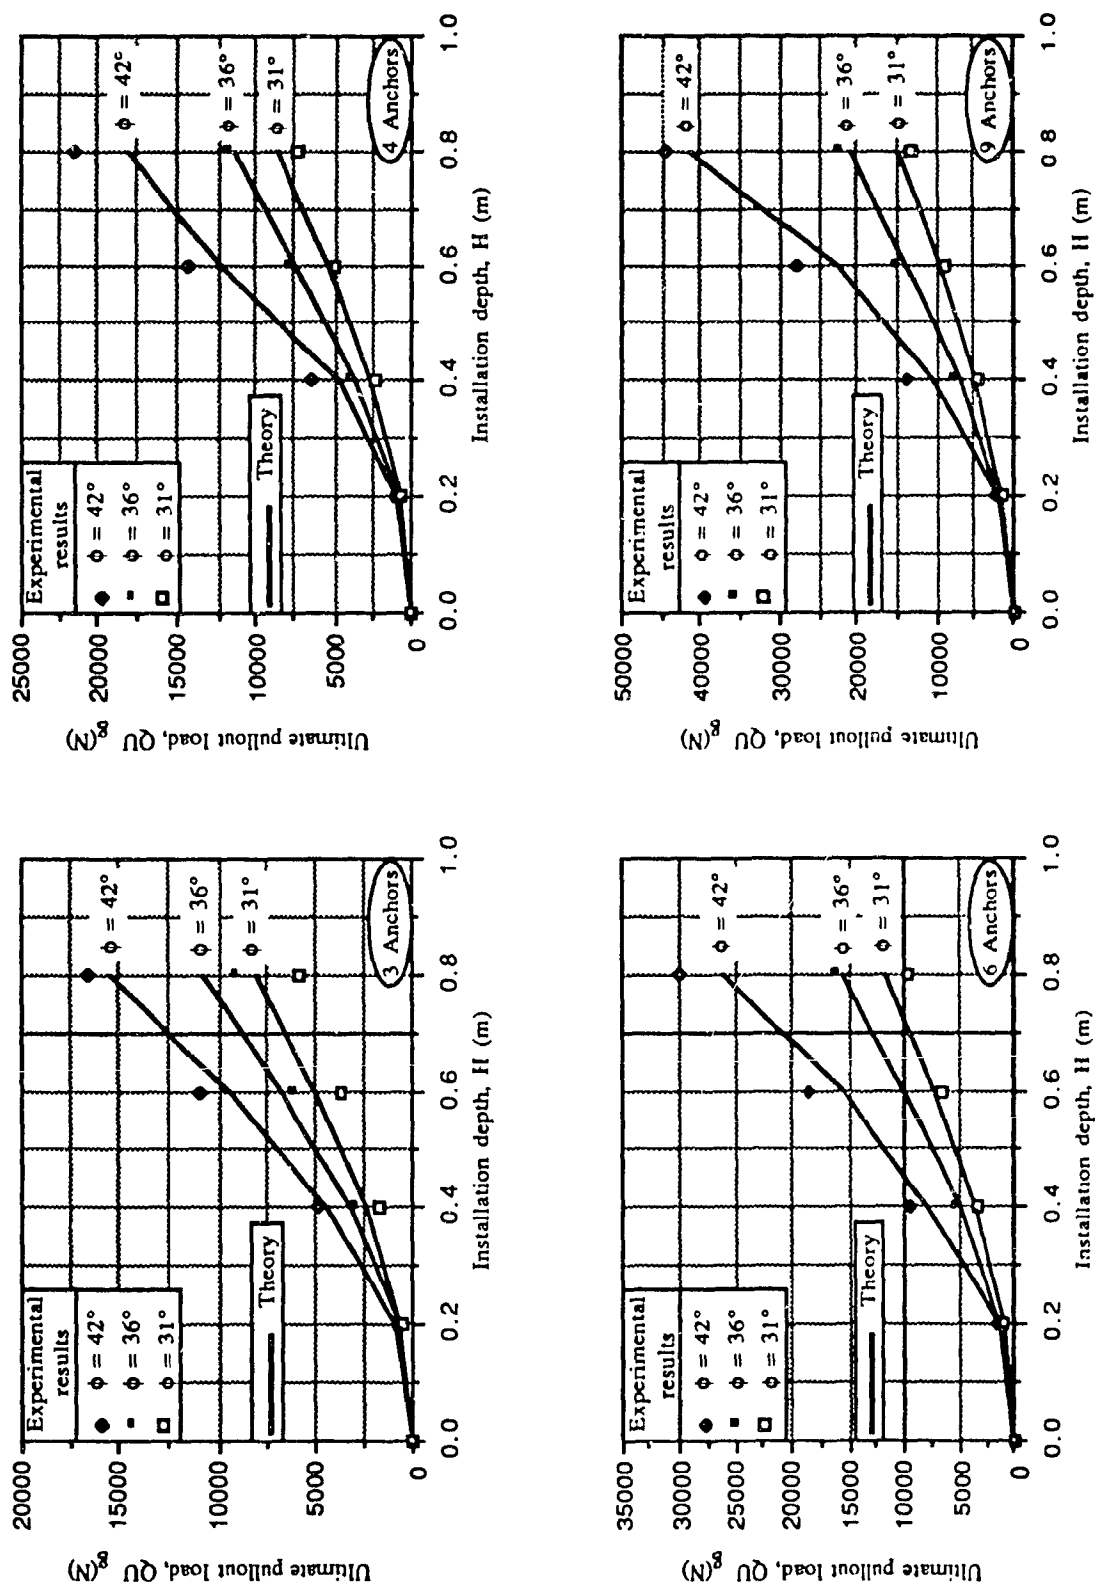 Ultimate pullout load, QU g(N)
20000
15000
10000
5000
0
Experimental
results
ϕ = 42°
ϕ = 36°
ϕ = 31°
Theory
ϕ = 42°
ϕ = 36°
ϕ = 31°
3 Anchors
0.0 0.2 0.4 0.6 0.8 1.0
Installation depth, H (m)
Ultimate pullout load, QU g(N)
25000
20000
15000
10000
5000
0
Experimental
results
ϕ = 42°
ϕ = 36°
ϕ = 31°
Theory
ϕ = 42°
ϕ = 36°
ϕ = 31°
4 Anchors
0.0 0.2 0.4 0.6 0.8 1.0
Installation depth, H (m)
Ultimate pullout load, QU g(N)
35000
30000
25000
20000
15000
10000
5000
0
Experimental
results
ϕ = 42°
ϕ = 36°
ϕ = 31°
Theory
ϕ = 42°
ϕ = 36°
ϕ = 31°
6 Anchors
0.0 0.2 0.4 0.6 0.8 1.0
Installation depth, H (m)
Ultimate pullout load, QU g(N)
50000
40000
30000
20000
10000
0
Experimental
results
ϕ = 42°
ϕ = 36°
ϕ = 31°
Theory
ϕ = 42°
ϕ = 36°
ϕ = 31°
9 Anchors
0.0 0.2 0.4 0.6 0 8 1.0
Installation depth, H (m)